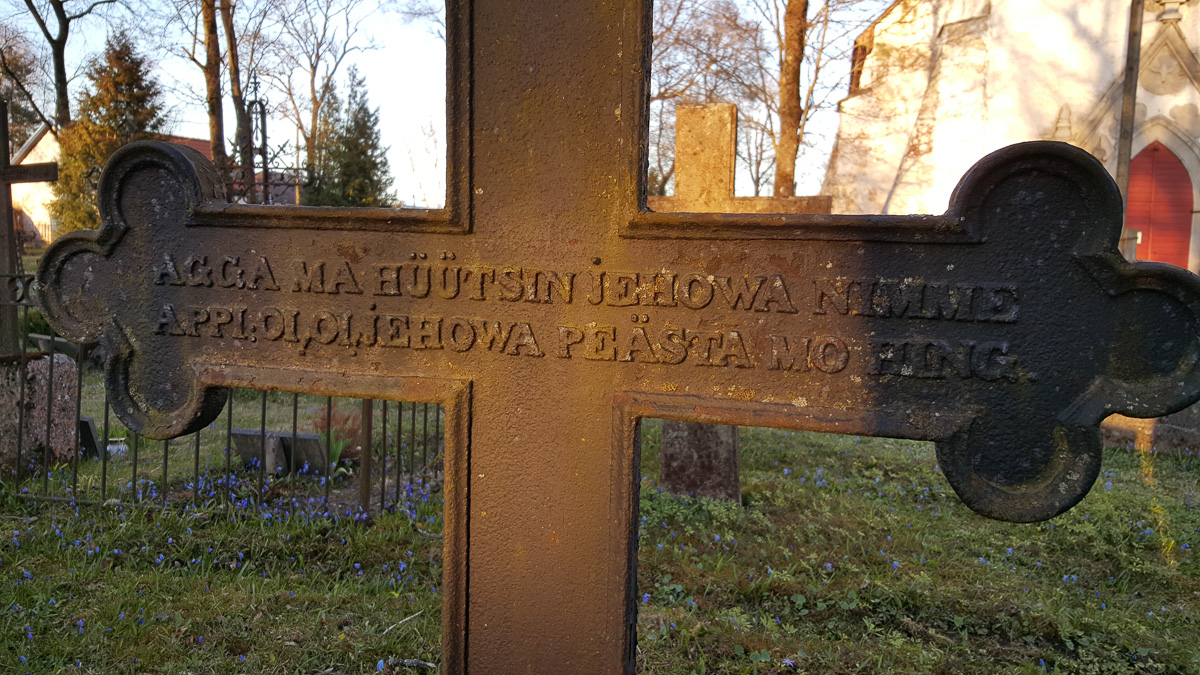 AGGA MA HÜÜTSIN JEHOWA NIMME
APPI, OI, OI, JEHOWA PEÄSTA MO HING.